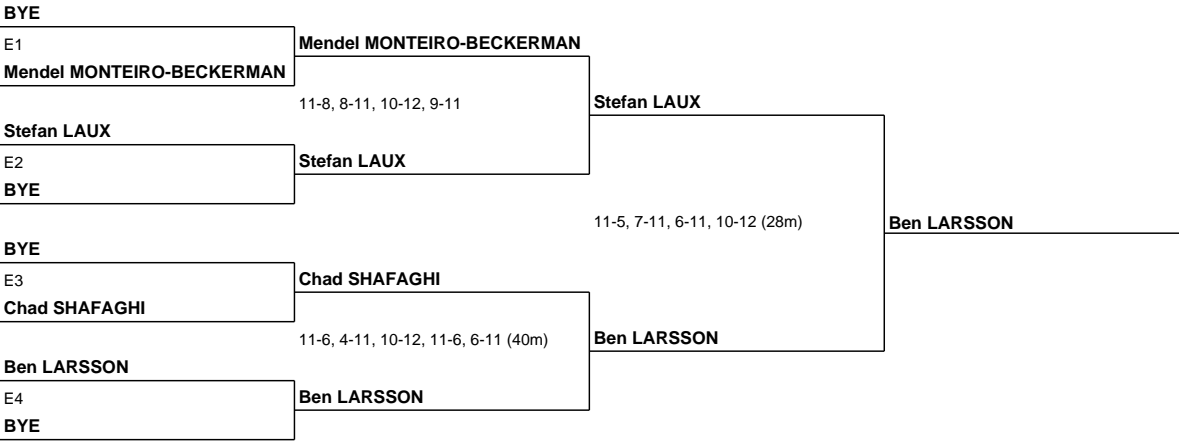 BYE
E1
Mendel MONTEIRO-BECKERMAN
Mendel MONTEIRO-BECKERMAN
11-8, 8-11, 10-12, 9-11
Stefan LAUX
Stefan LAUX
E2
Stefan LAUX
BYE
11-5, 7-11, 6-11, 10-12 (28m)
Ben LARSSON
BYE
E3
Chad SHAFAGHI
Chad SHAFAGHI
11-6, 4-11, 10-12, 11-6, 6-11 (40m)
Ben LARSSON
Ben LARSSON
E4
Ben LARSSON
BYE